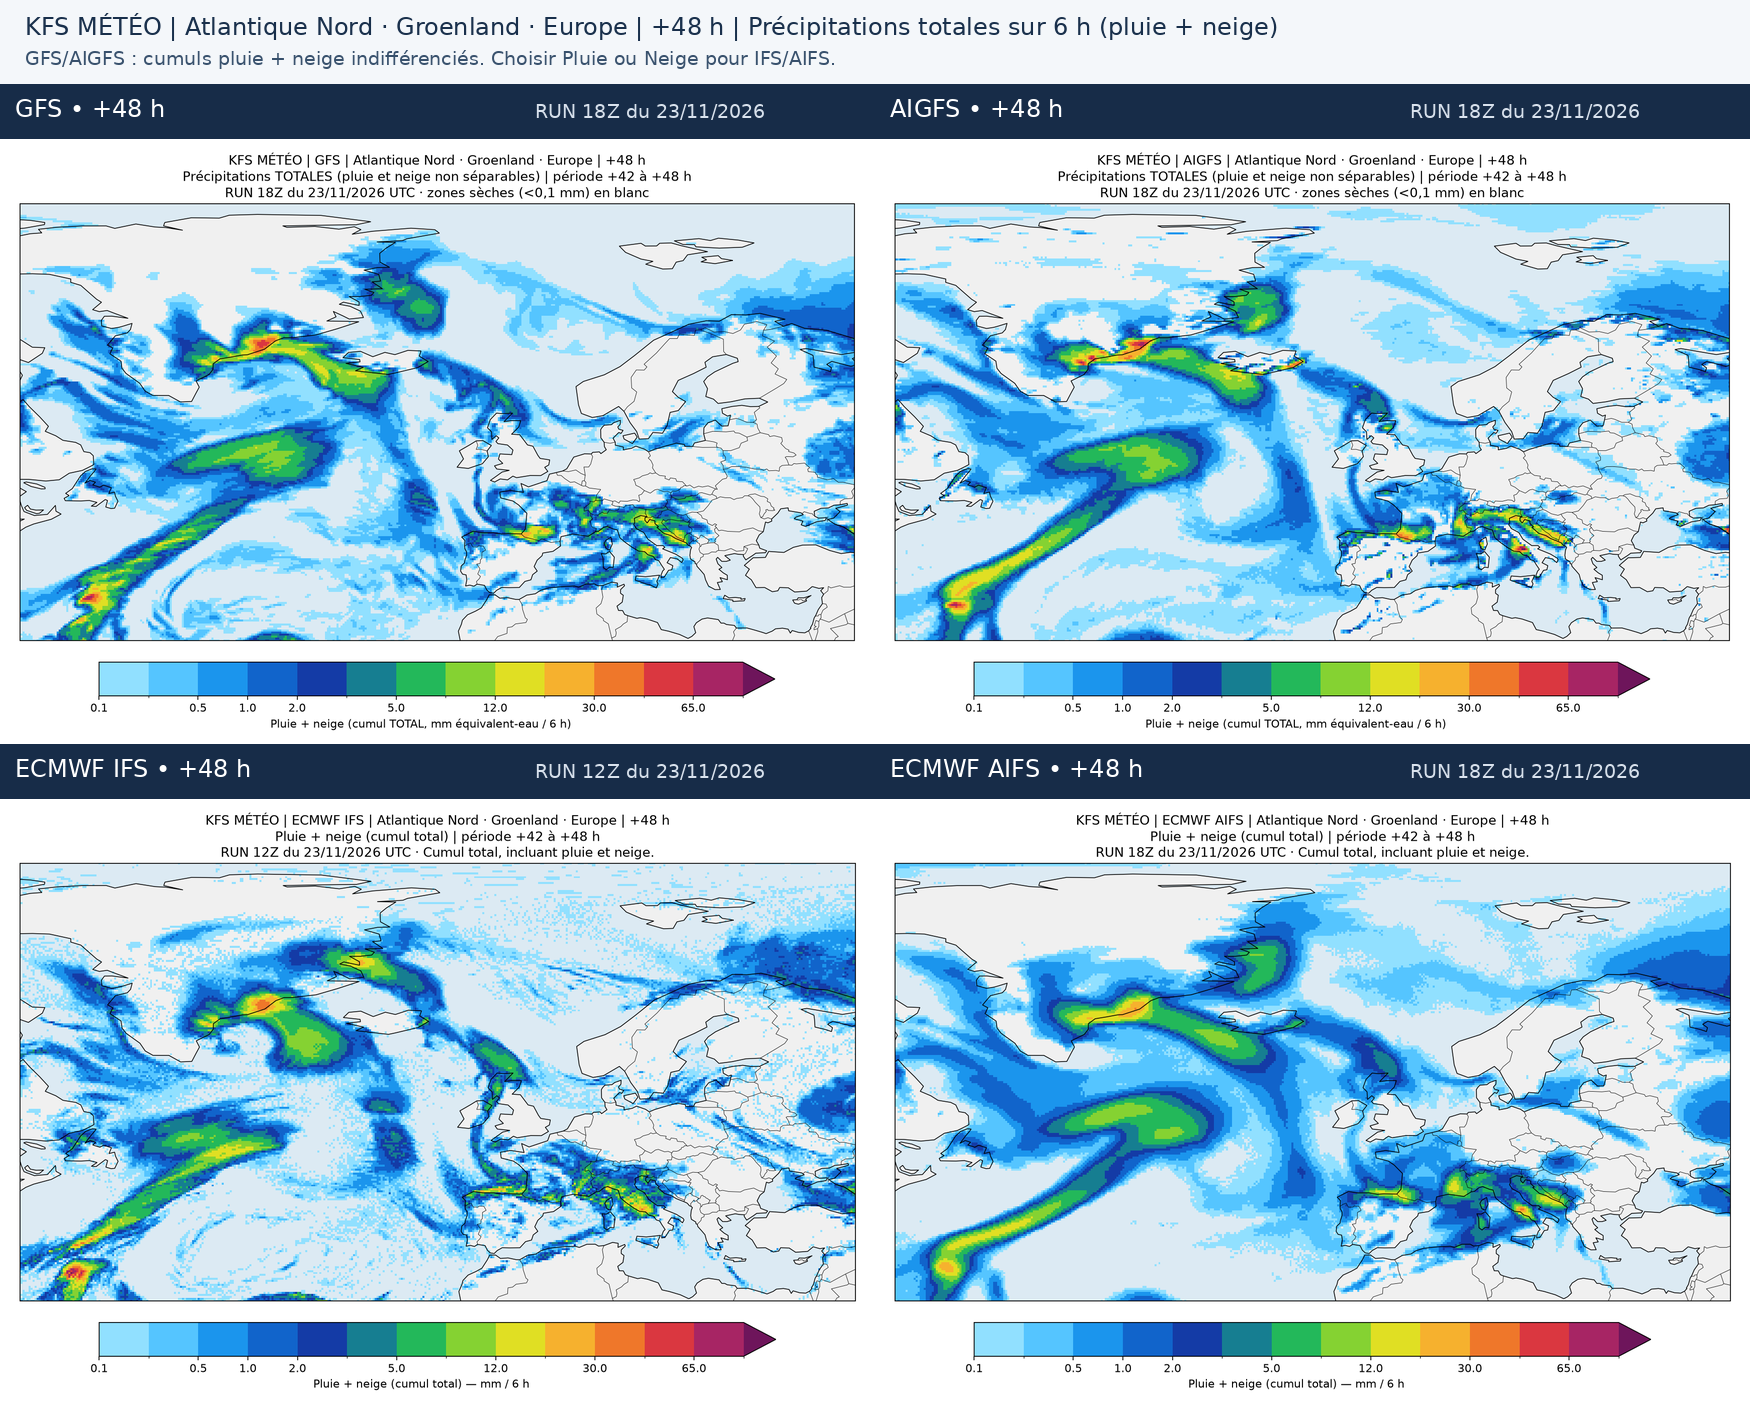 KFS MÉTÉO | Atlantique Nord · Groenland · Europe | +48 h | Précipitations totales sur 6 h (pluie + neige)
GFS/AIGFS : cumuls pluie + neige indifférenciés. Choisir Pluie ou Neige pour IFS/AIFS.
GFS • +48 h
RUN 18Z du 23/11/2026
AIGFS • +48 h
RUN 18Z du 23/11/2026
KFS MÉTÉO | GFS | Atlantique Nord · Groenland · Europe | +48 h
Précipitations TOTALES (pluie et neige non séparables) | période +42 à +48 h
RUN 18Z du 23/11/2026 UTC · zones sèches (<0,1 mm) en blanc
KFS MÉTÉO | AIGFS | Atlantique Nord · Groenland · Europe | +48 h
Précipitations TOTALES (pluie et neige non séparables) | période +42 à +48 h
RUN 18Z du 23/11/2026 UTC · zones sèches (<0,1 mm) en blanc
0.1 0.5 1.0 2.0 5.0 12.0 30.0 65.0
Pluie + neige (cumul TOTAL, mm équivalent-eau / 6 h)
0.1 0.5 1.0 2.0 5.0 12.0 30.0 65.0
Pluie + neige (cumul TOTAL, mm équivalent-eau / 6 h)
ECMWF IFS • +48 h
RUN 12Z du 23/11/2026
ECMWF AIFS • +48 h
RUN 18Z du 23/11/2026
KFS MÉTÉO | ECMWF IFS | Atlantique Nord · Groenland · Europe | +48 h
Pluie + neige (cumul total) | période +42 à +48 h
RUN 12Z du 23/11/2026 UTC · Cumul total, incluant pluie et neige.
KFS MÉTÉO | ECMWF AIFS | Atlantique Nord · Groenland · Europe | +48 h
Pluie + neige (cumul total) | période +42 à +48 h
RUN 18Z du 23/11/2026 UTC · Cumul total, incluant pluie et neige.
0.1 0.5 1.0 2.0 5.0 12.0 30.0 65.0
Pluie + neige (cumul total) — mm / 6 h
0.1 0.5 1.0 2.0 5.0 12.0 30.0 65.0
Pluie + neige (cumul total) — mm / 6 h